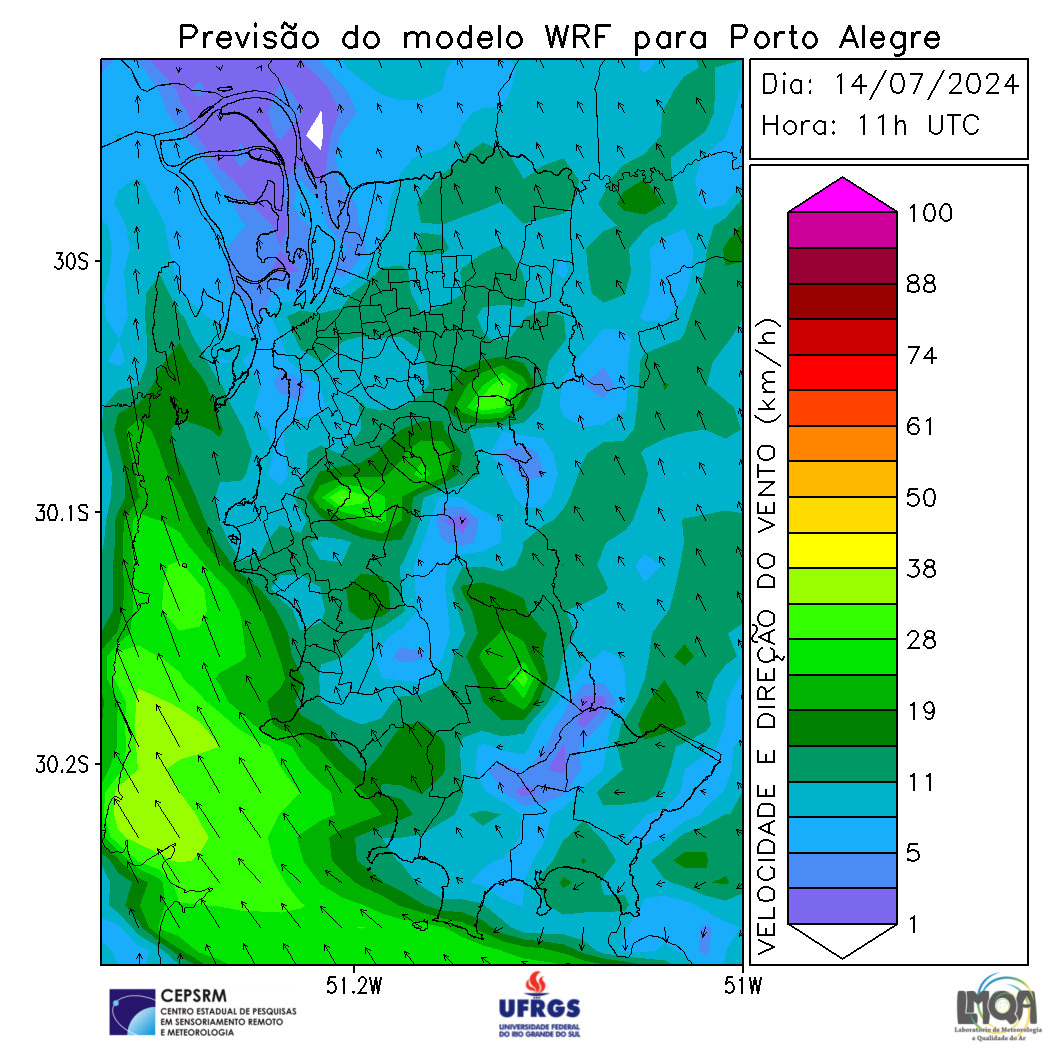 Previsão do modelo WRF para Porto Alegre
Dia: 14/07/2024
Hora: 11h UTC
30S
30.1S
30.2S
51.2W
51W
VELOCIDADE E DIREÇÃO DO VENTO (km/h)
100
88
74
61
50
38
28
19
11
5
1
CEPSRM
CENTRO ESTADUAL DE PESQUISAS
EM SENSORIAMENTO REMOTO
E METEOROLOGIA
UFRGS
UNIVERSIDADE FEDERAL
DO RIO GRANDE DO SUL
LMQA
Laboratório de Meteorologia
e Qualidade do Ar